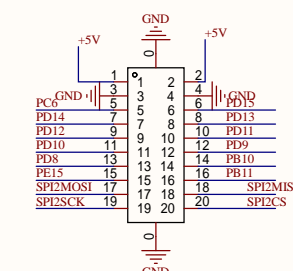 GND
+5V +5V
0
1 1 2 2
GND 3 3 4 4 GND
PC6 5 5 6 6 PD15
PD14 7 7 8 8 PD13
PD12 9 9 10 10 PD11
PD10 11 11 12 12 PD9
PD8 13 13 14 14 PB10
PE15 15 15 16 16 PB11
SPI2MOSI 17 17 18 18 SPI2MIS
SPI2SCK 19 19 20 20 SPI2CS
0
GND